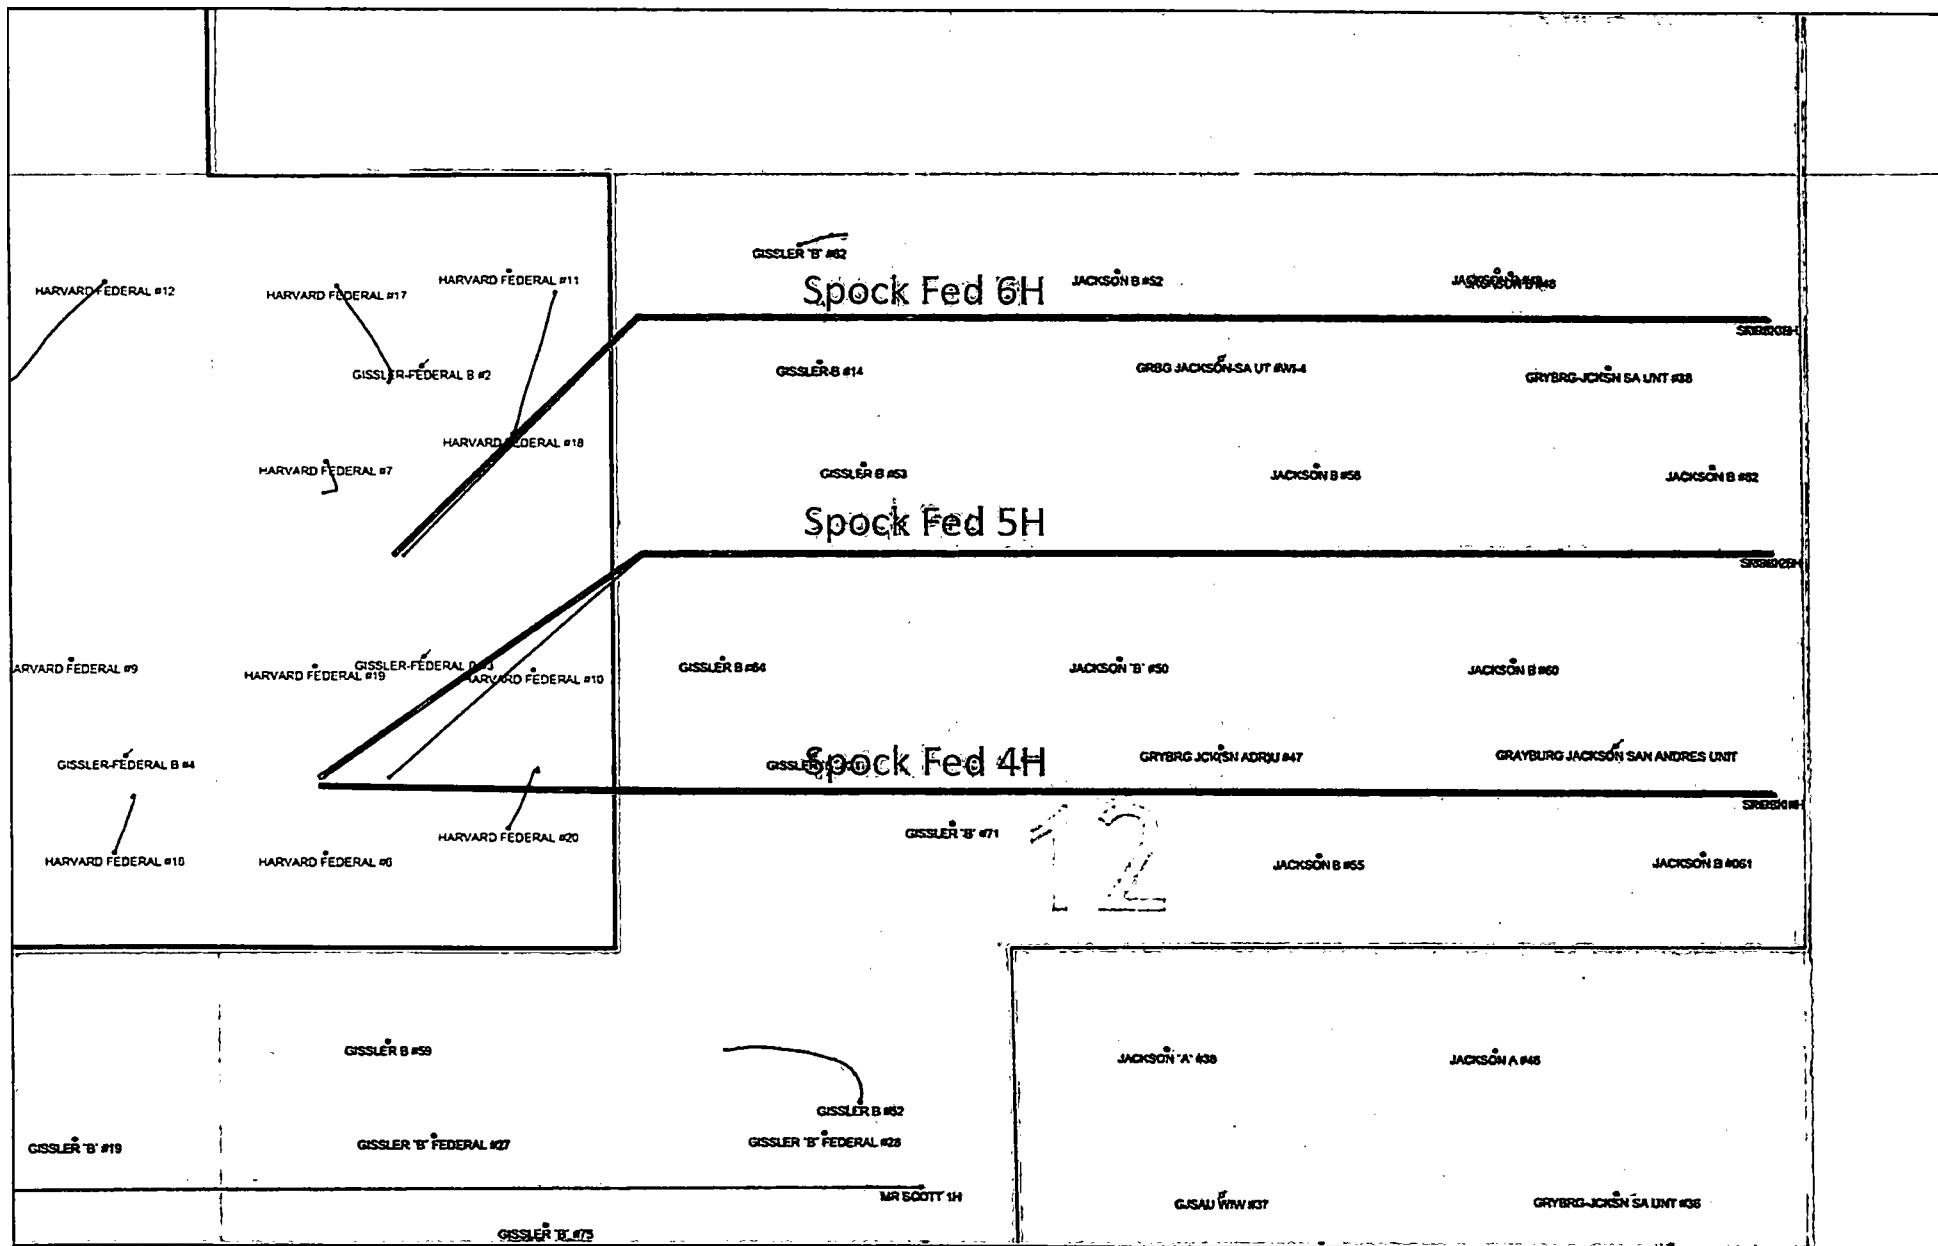 GISSLER "B" #82
HARVARD FEDERAL #12
HARVARD FEDERAL #17
HARVARD FEDERAL #11
Spock Fed 6H
JACKSON B #52
GISSLER-FEDERAL B #2
GISSLER-B #14
GRBG JACKSON-SA UT #WI-4
GRYBRG-JCKSN SA UNT #38
HARVARD FEDERAL #18
HARVARD FEDERAL #7
GISSLER B #53
JACKSON B #56
JACKSON B #62
Spock Fed 5H
ARVARD FEDERAL #9
HARVARD FEDERAL #19
GISSLER-FEDERAL
HARVARD FEDERAL #10
GISSLER B #64
JACKSON "B" #50
JACKSON B #60
GISSLER-FEDERAL B #4
GISSLER
Spock Fed 4H
GRYBRG JCKSN
#47
GRAYBURG JACKSON SAN ANDRES UNIT
HARVARD FEDERAL #20
GISSLER "B" #71
12
HARVARD FEDERAL #16
HARVARD FEDERAL #6
JACKSON B #55
JACKSON B #061
GISSLER B #59
JACKSON "A" #38
JACKSON A #46
GISSLER B #62
GISSLER "B" #19
GISSLER "B" FEDERAL #27
GISSLER "B" FEDERAL #28
MR SCOTT 1H
GJSAU WIW #37
GRYBRG-JCKSN SA UNT #36
GISSLER "B" #75